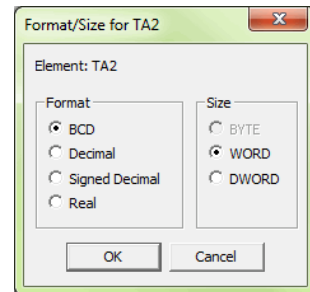 Format/Size for TA2
Element: TA2
Format
BCD
Decimal
Signed Decimal
Real
Size
BYTE
WORD
DWORD
OK
Cancel